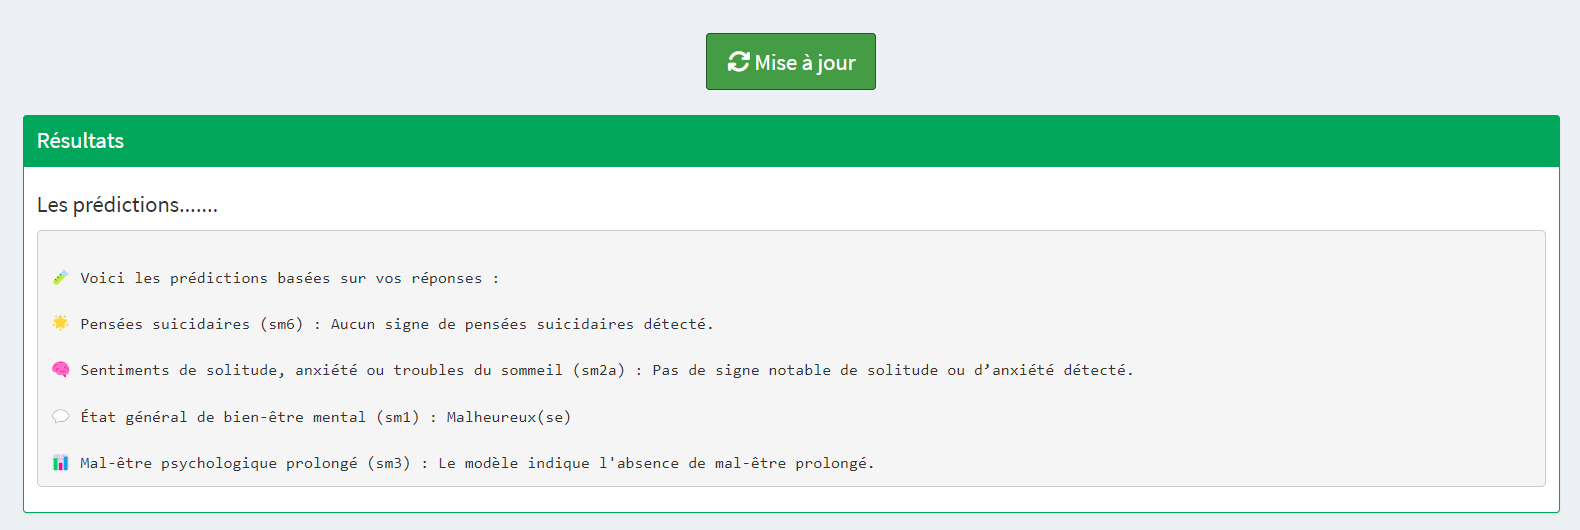 Mise à jour
Résultats
Les prédictions.......
Voici les prédictions basées sur vos réponses :
Pensées suicidaires (sm6) : Aucun signe de pensées suicidaires détecté.
Sentiments de solitude, anxiété ou troubles du sommeil (sm2a) : Pas de signe notable de solitude ou d’anxiété détecté.
État général de bien-être mental (sm1) : Malheureux(se)
Mal-être psychologique prolongé (sm3) : Le modèle indique l'absence de mal-être prolongé.